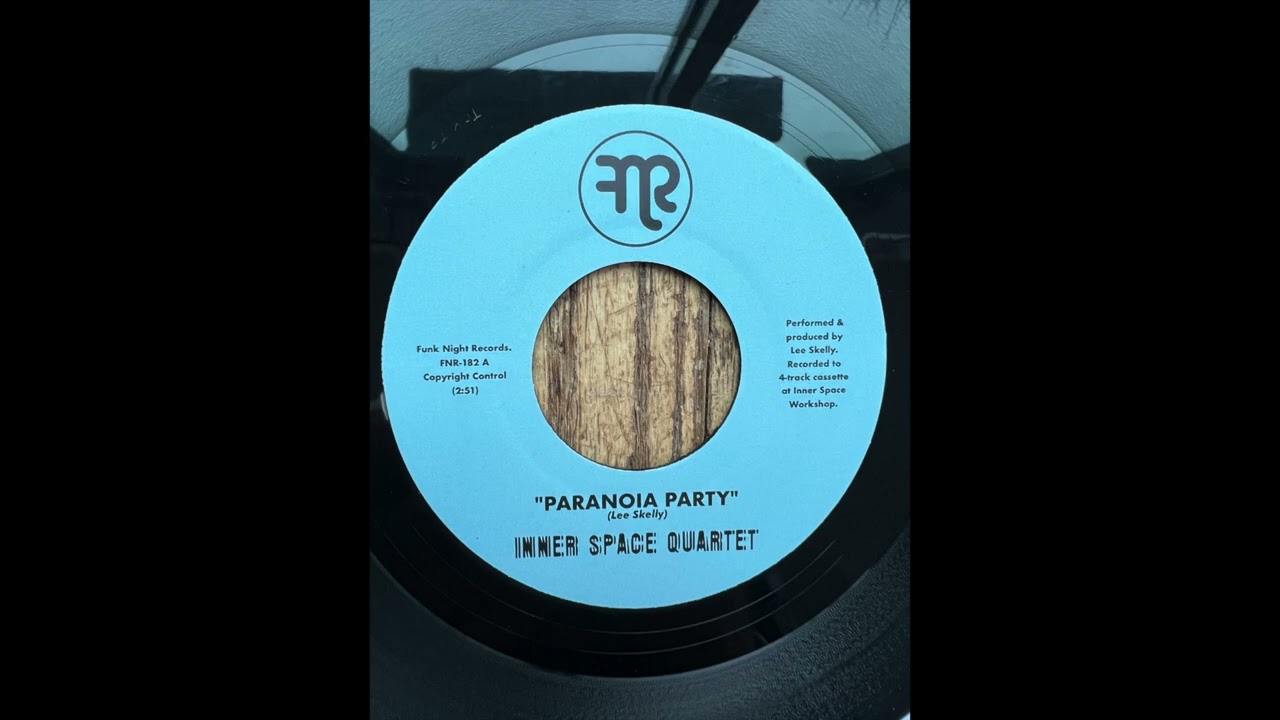 FNR
Funk Night Records.
FNR-182 A
Copyright Control
(2:51)
Performed &
produced by
Lee Skelly.
Recorded to
4-track cassette
at Inner Space
Workshop.
"PARANOIA PARTY"
(Lee Skelly)
INNER SPACE QUARTET